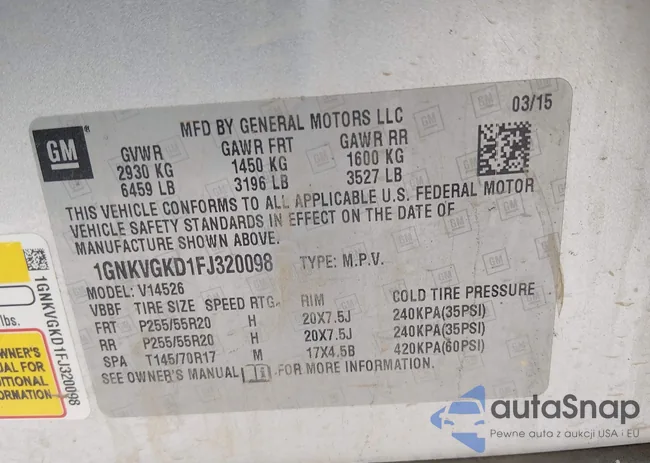 03/15
MFD BY GENERAL MOTORS LLC
GM
GVWR GAWR FRT GAWR RR
2930 KG 1450 KG 1600 KG
6459 LB 3196 LB 3527 LB
THIS VEHICLE CONFORMS TO ALL APPLICABLE U.S. FEDERAL MOTOR
VEHICLE SAFETY STANDARDS IN EFFECT ON THE DATE OF
MANUFACTURE SHOWN ABOVE.
1GNKVGKD1FJ320098 TYPE: M.P.V.
MODEL: V14526
VBBF TIRE SIZE SPEED RTG RIM COLD TIRE PRESSURE
FRT P255/55R20 H 20X7.5J 240KPA(35PSI)
RR P255/55R20 H 20X7.5J 240KPA(35PSI)
SPA T145/70R17 M 17X4.5B 420KPA(60PSI)
SEE OWNER'S MANUAL FOR MORE INFORMATION.
lbs.
OWNER'S
UAL FOR
DITIONAL
ORMATION
1GNKVGKD1FJ320098
autaSnap
Pewne auta z aukcji USA i EU